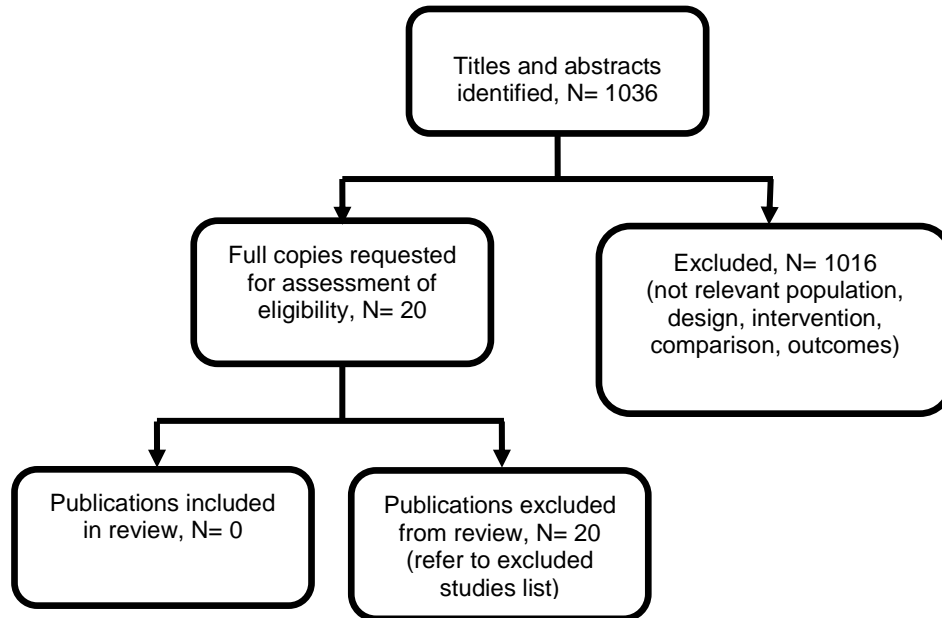 Titles and abstracts
identified, N= 1036
Full copies requested
for assessment of
eligibility, N= 20
Excluded, N= 1016
(not relevant population,
design, intervention,
comparison, outcomes)
Publications included
in review, N= 0
Publications excluded
from review, N= 20
(refer to excluded
studies list)